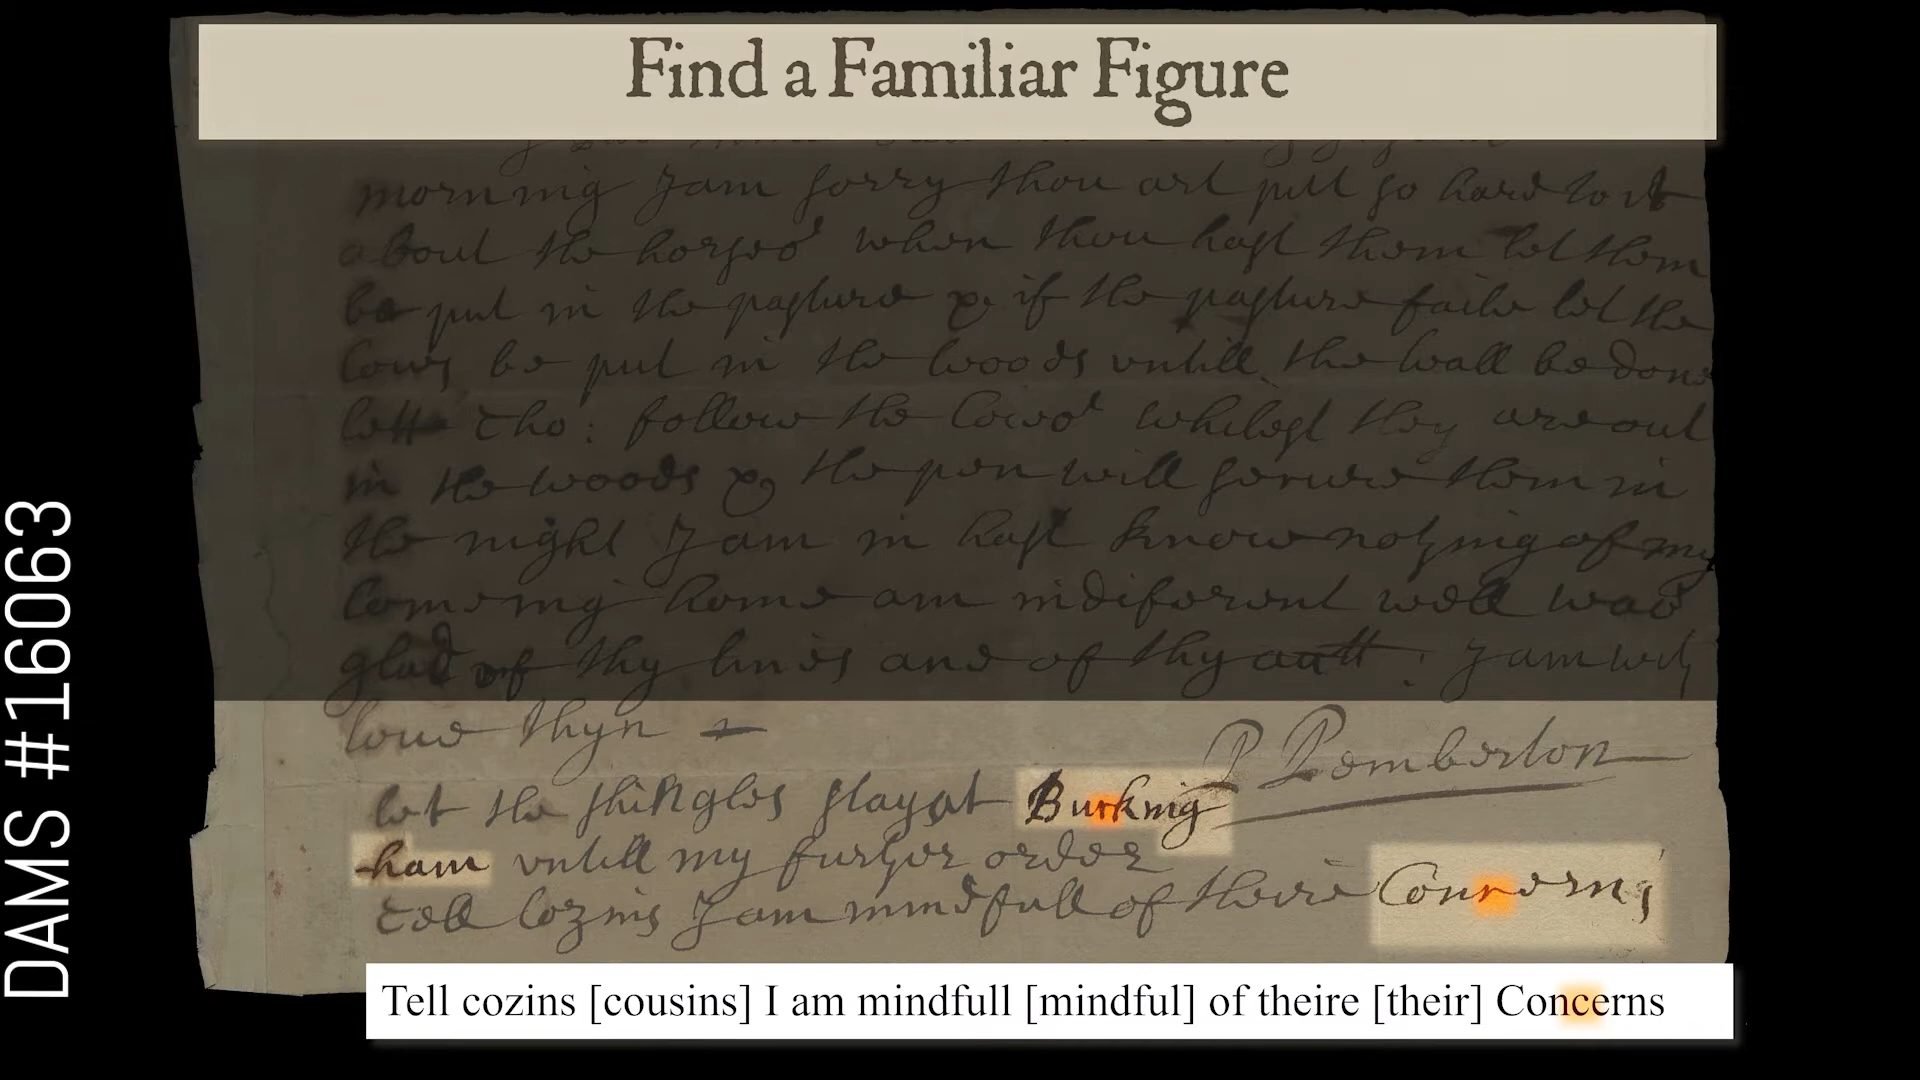 Find a Familiar Figure
morning I am sorry thou art put so hard to it
about the horses when thou hast them let them
be put in the pasture & if the pasture faile let the
Cows be put in the woods untill the wall be done
lett Tho: follow the Cows whilest they are out
in the woods & the pen will serve them in
the night I am in hast know nothing of my
Comeing home am indiferent well was
glad of thy lines and of thy I am with
love thyn
P Pemberton
let the shingles stay at Burking
-ham untill my further order
Tell Cozins I am mindfull of theire Concerns
Tell cozins [cousins] I am mindfull [mindful] of theire [their] Concerns
DAMS #16063